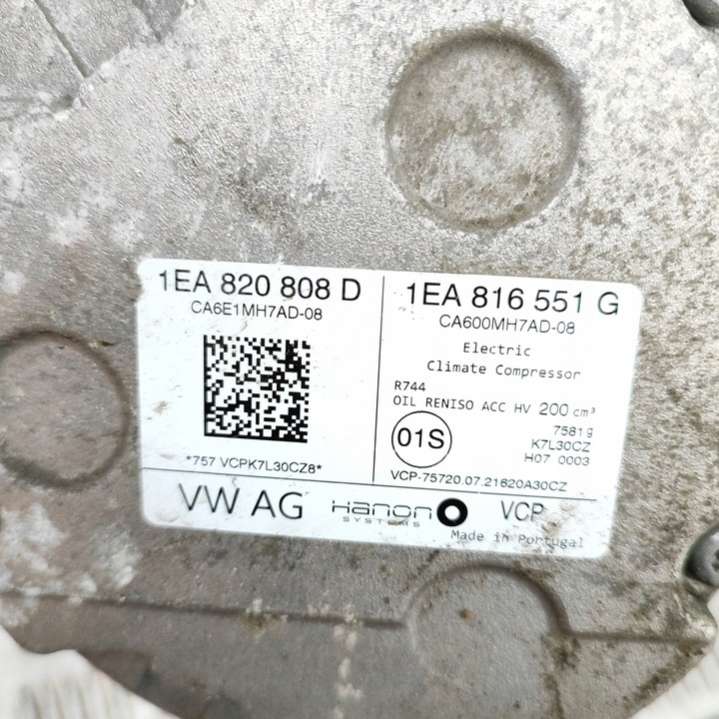 1EA 820 808 D
CA6E1MH7AD-08
*757 VCPK7L30CZ8*
1EA 816 551 G
CA600MH7AD-08
Electric
Climate Compressor
R744
OIL RENISO ACC HV 200 cm³
01S
7581g
K7L30CZ
H07 0003
VCP-75720.07.21620A30CZ
VW AG
Hanon
SYSTEMS
VCP
Made in Portugal